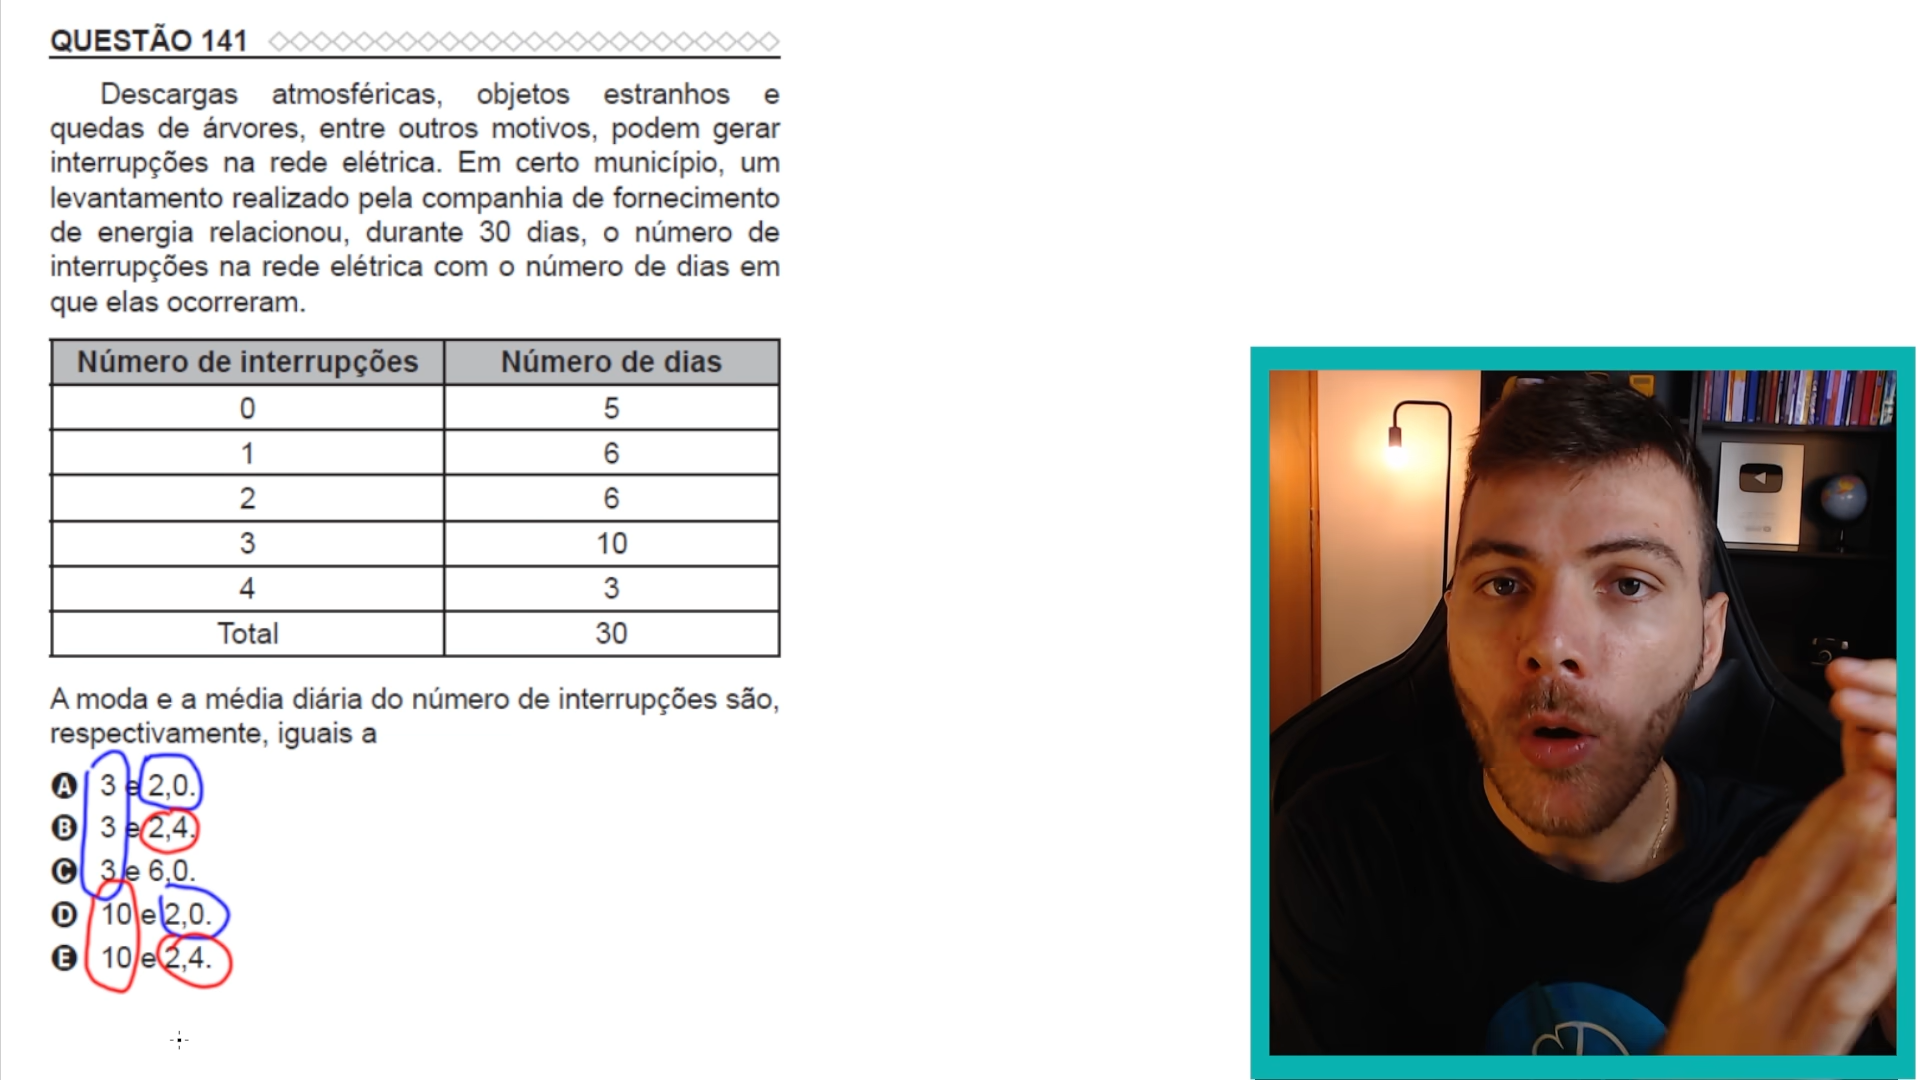 QUESTÃO 141
Descargas atmosféricas, objetos estranhos e
quedas de árvores, entre outros motivos, podem gerar
interrupções na rede elétrica. Em certo município, um
levantamento realizado pela companhia de fornecimento
de energia relacionou, durante 30 dias, o número de
interrupções na rede elétrica com o número de dias em
que elas ocorreram.
Número de interrupções Número de dias
0 5
1 6
2 6
3 10
4 3
Total 30
A moda e a média diária do número de interrupções são,
respectivamente, iguais a
A 3 e 2,0.
B 3 e 2,4.
C 3 e 6,0.
D 10 e 2,0.
E 10 e 2,4.